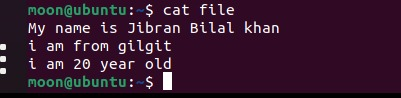 moon@ubuntu:~$ cat file
My name is Jibran Bilal khan
i am from gilgit
i am 20 year old
moon@ubuntu:~$